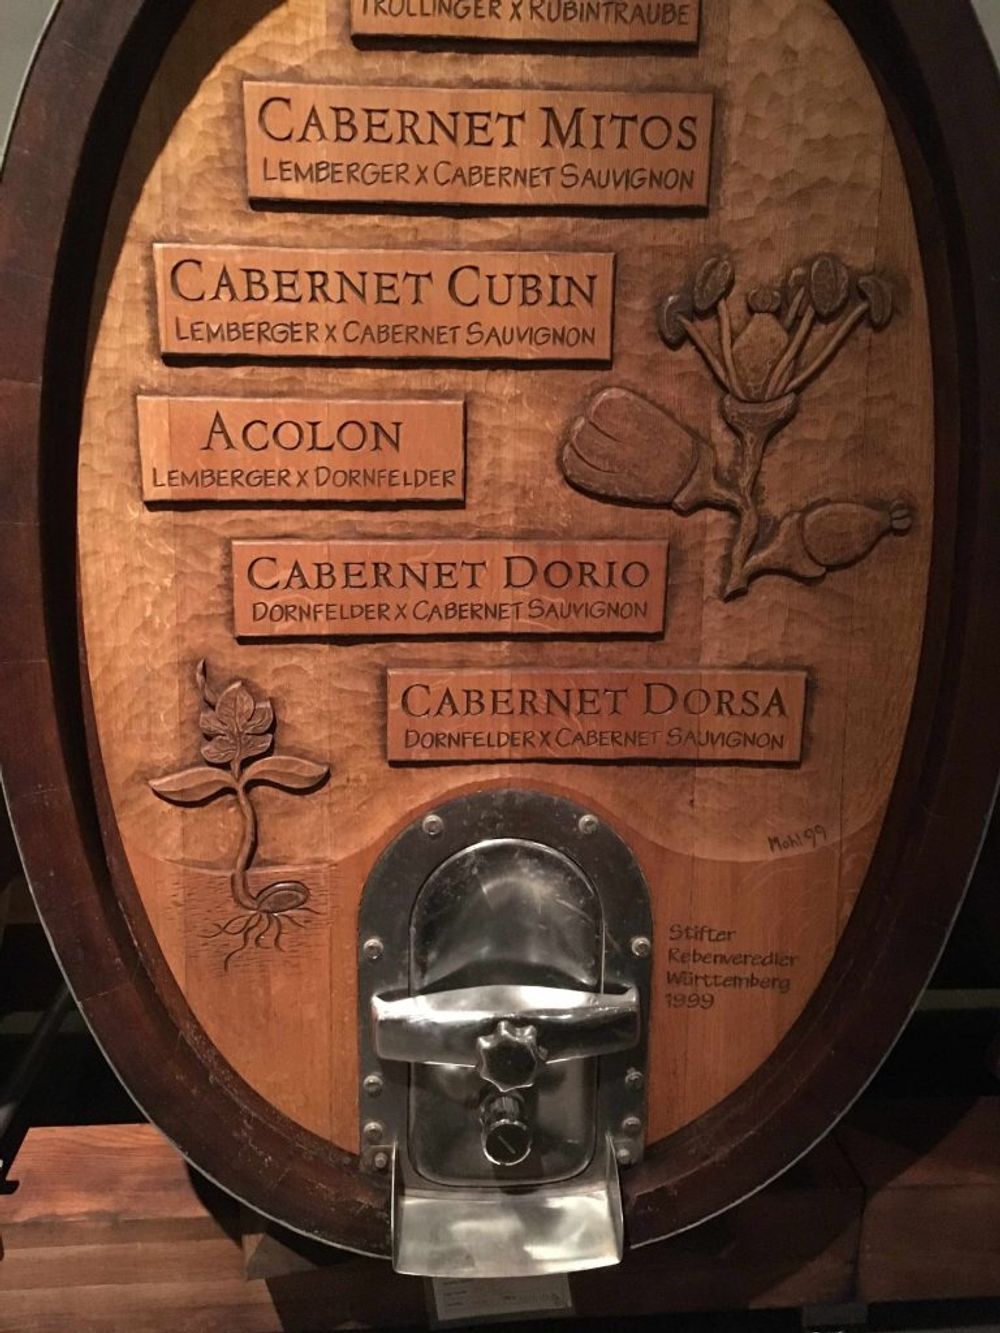 TROLLINGER X RUBINTRAUBE
CABERNET MITOS
LEMBERGER X CABERNET SAUVIGNON
CABERNET CUBIN
LEMBERGER X CABERNET SAUVIGNON
ACOLON
LEMBERGER X DORNFELDER
CABERNET DORIO
DORNFELDER X CABERNET SAUVIGNON
CABERNET DORSA
DORNFELDER X CABERNET SAUVIGNON
Mahl 99
Stifter
Rebenveredler
Württemberg
1999